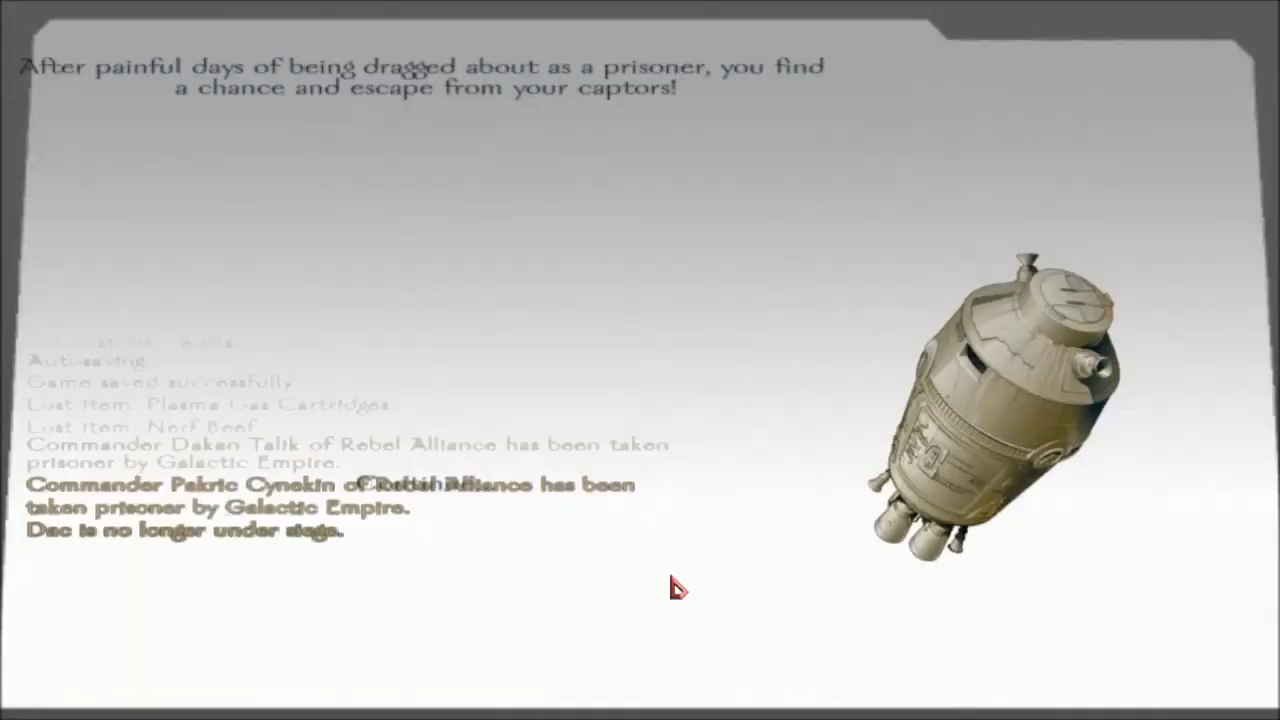 After painful days of being dragged about as a prisoner, you find
a chance and escape from your captors!
Autosaving
Game saved successfully.
Lost item: Plasma Gas Cartridges
Lost item: Nerf Beef
Commander Dakan Talik of Rebel Alliance has been taken
prisoner by Galactic Empire.
Commander Pakric Cynskin of Rebel Alliance has been
taken prisoner by Galactic Empire.
Dac is no longer under siege.